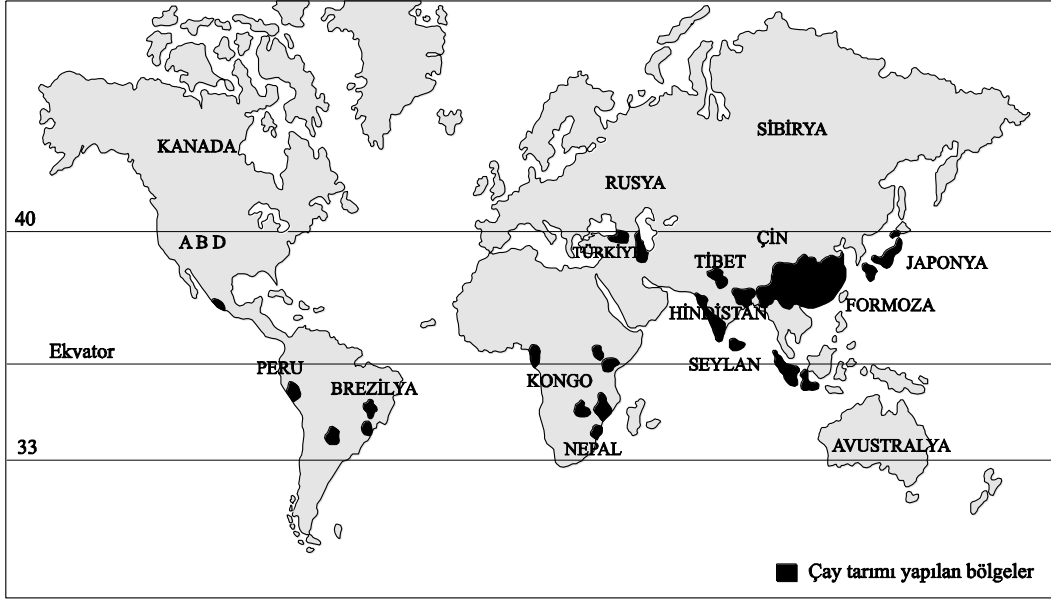 SİBİRYA
KANADA
RUSYA
40
A B D
ÇİN
TÜRKİYE
TİBET
JAPONYA
HİNDİSTAN
FORMOZA
Ekvator
PERU
SEYLAN
KONGO
BREZİLYA
33
NEPAL
AVUSTRALYA
Çay tarımı yapılan bölgeler